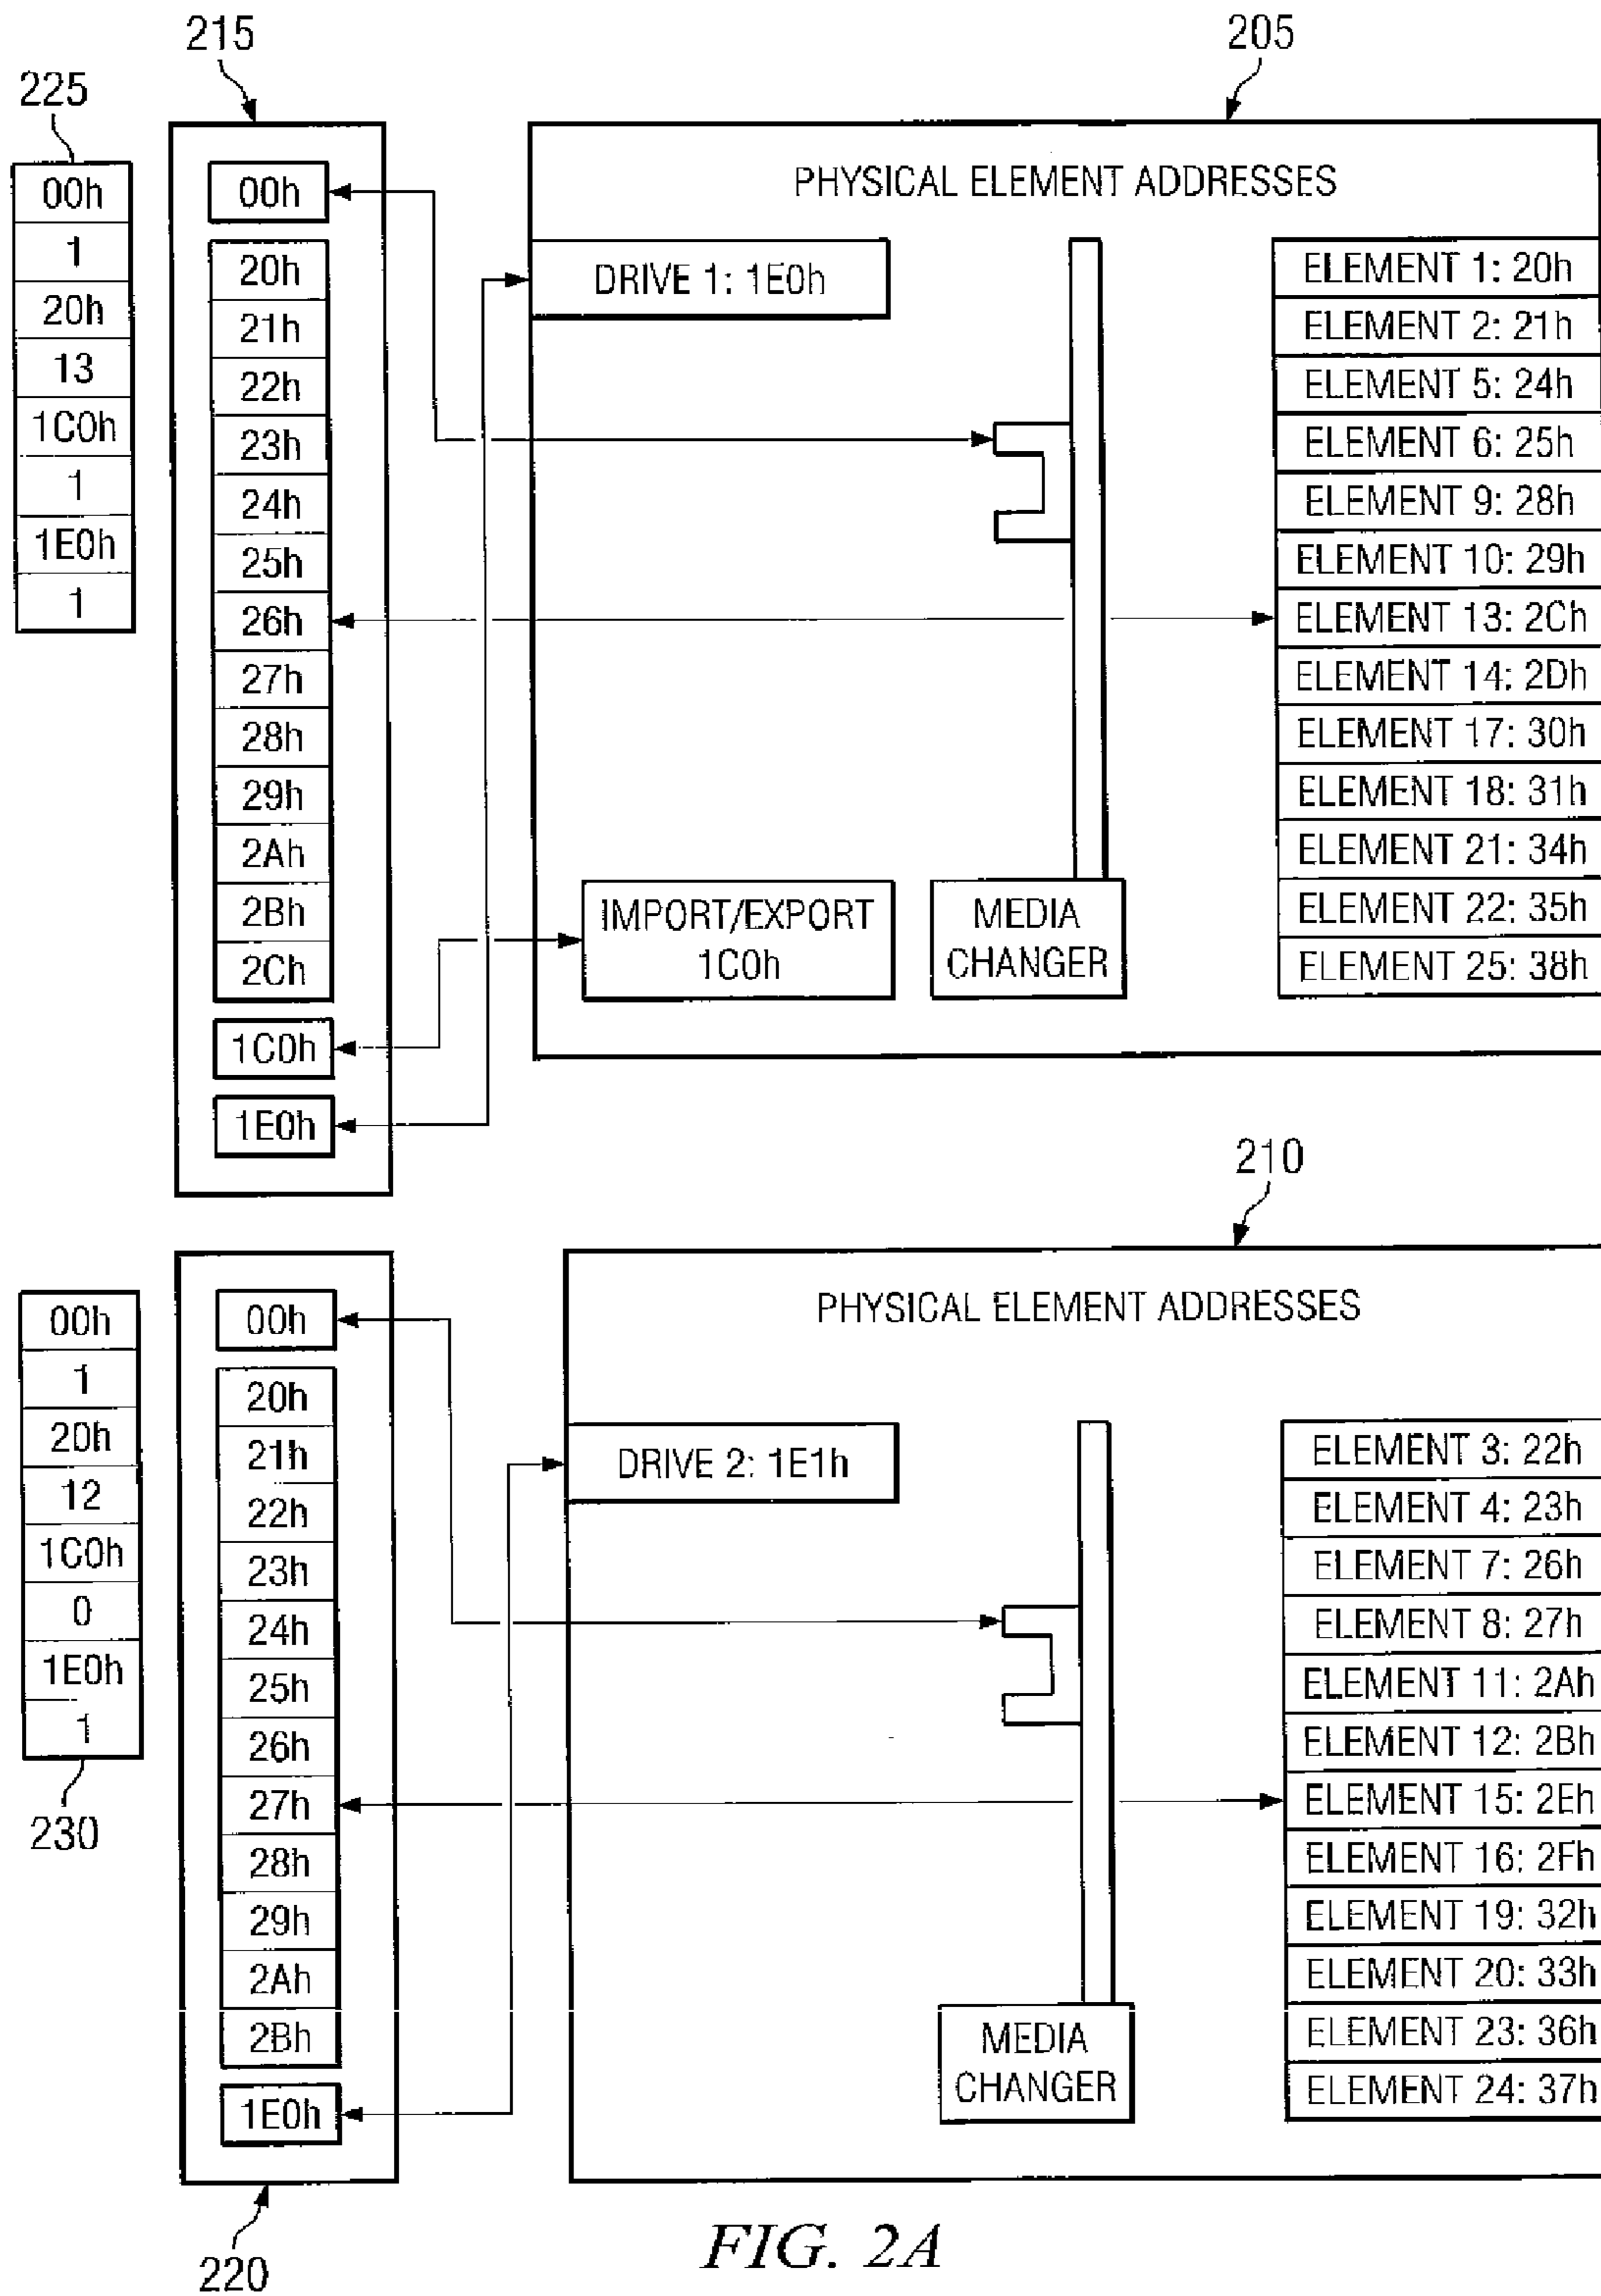 215
205
225
00h
1
20h
13
1C0h
1
1E0h
1
00h
20h
21h
22h
23h
24h
25h
26h
27h
28h
29h
2Ah
2Bh
2Ch
1C0h
1E0h
PHYSICAL ELEMENT ADDRESSES
DRIVE 1: 1E0h
IMPORT/EXPORT
1C0h
MEDIA
CHANGER
ELEMENT 1: 20h
ELEMENT 2: 21h
ELEMENT 5: 24h
ELEMENT 6: 25h
ELEMENT 9: 28h
ELEMENT 10: 29h
ELEMENT 13: 2Ch
ELEMENT 14: 2Dh
ELEMENT 17: 30h
ELEMENT 18: 31h
ELEMENT 21: 34h
ELEMENT 22: 35h
ELEMENT 25: 38h
210
00h
1
20h
12
1C0h
0
1E0h
1
230
00h
20h
21h
22h
23h
24h
25h
26h
27h
28h
29h
2Ah
2Bh
1E0h
220
PHYSICAL ELEMENT ADDRESSES
DRIVE 2: 1E1h
MEDIA
CHANGER
ELEMENT 3: 22h
ELEMENT 4: 23h
ELEMENT 7: 26h
ELEMENT 8: 27h
ELEMENT 11: 2Ah
ELEMENT 12: 2Bh
ELEMENT 15: 2Eh
ELEMENT 16: 2Fh
ELEMENT 19: 32h
ELEMENT 20: 33h
ELEMENT 23: 36h
ELEMENT 24: 37h
FIG. 2A